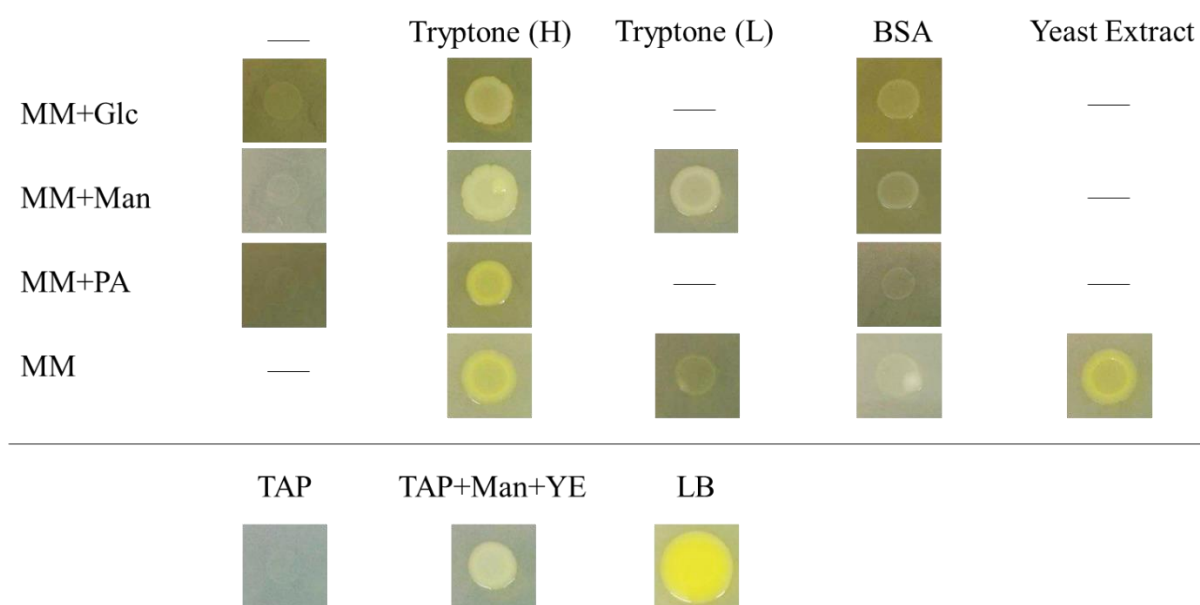 — Tryptone (H) Tryptone (L) BSA Yeast Extract
MM+Glc — —
MM+Man —
MM+PA — —
MM —
TAP TAP+Man+YE LB